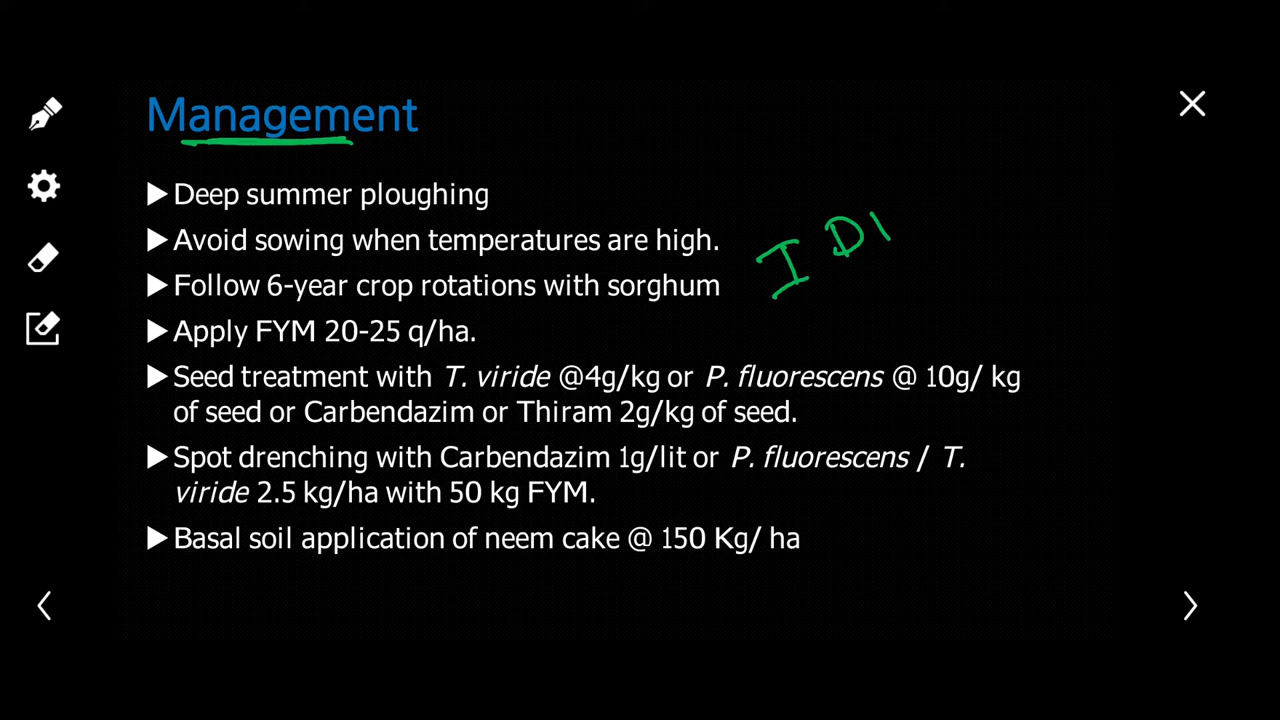 Management
▶Deep summer ploughing
▶Avoid sowing when temperatures are high.
▶Follow 6-year crop rotations with sorghum
▶Apply FYM 20-25 q/ha.
▶Seed treatment with T. viride @4g/kg or P. fluorescens @ 10g/ kg
of seed or Carbendazim or Thiram 2g/kg of seed.
▶Spot drenching with Carbendazim 1g/lit or P. fluorescens / T.
viride 2.5 kg/ha with 50 kg FYM.
▶Basal soil application of neem cake @ 150 Kg/ ha
I D